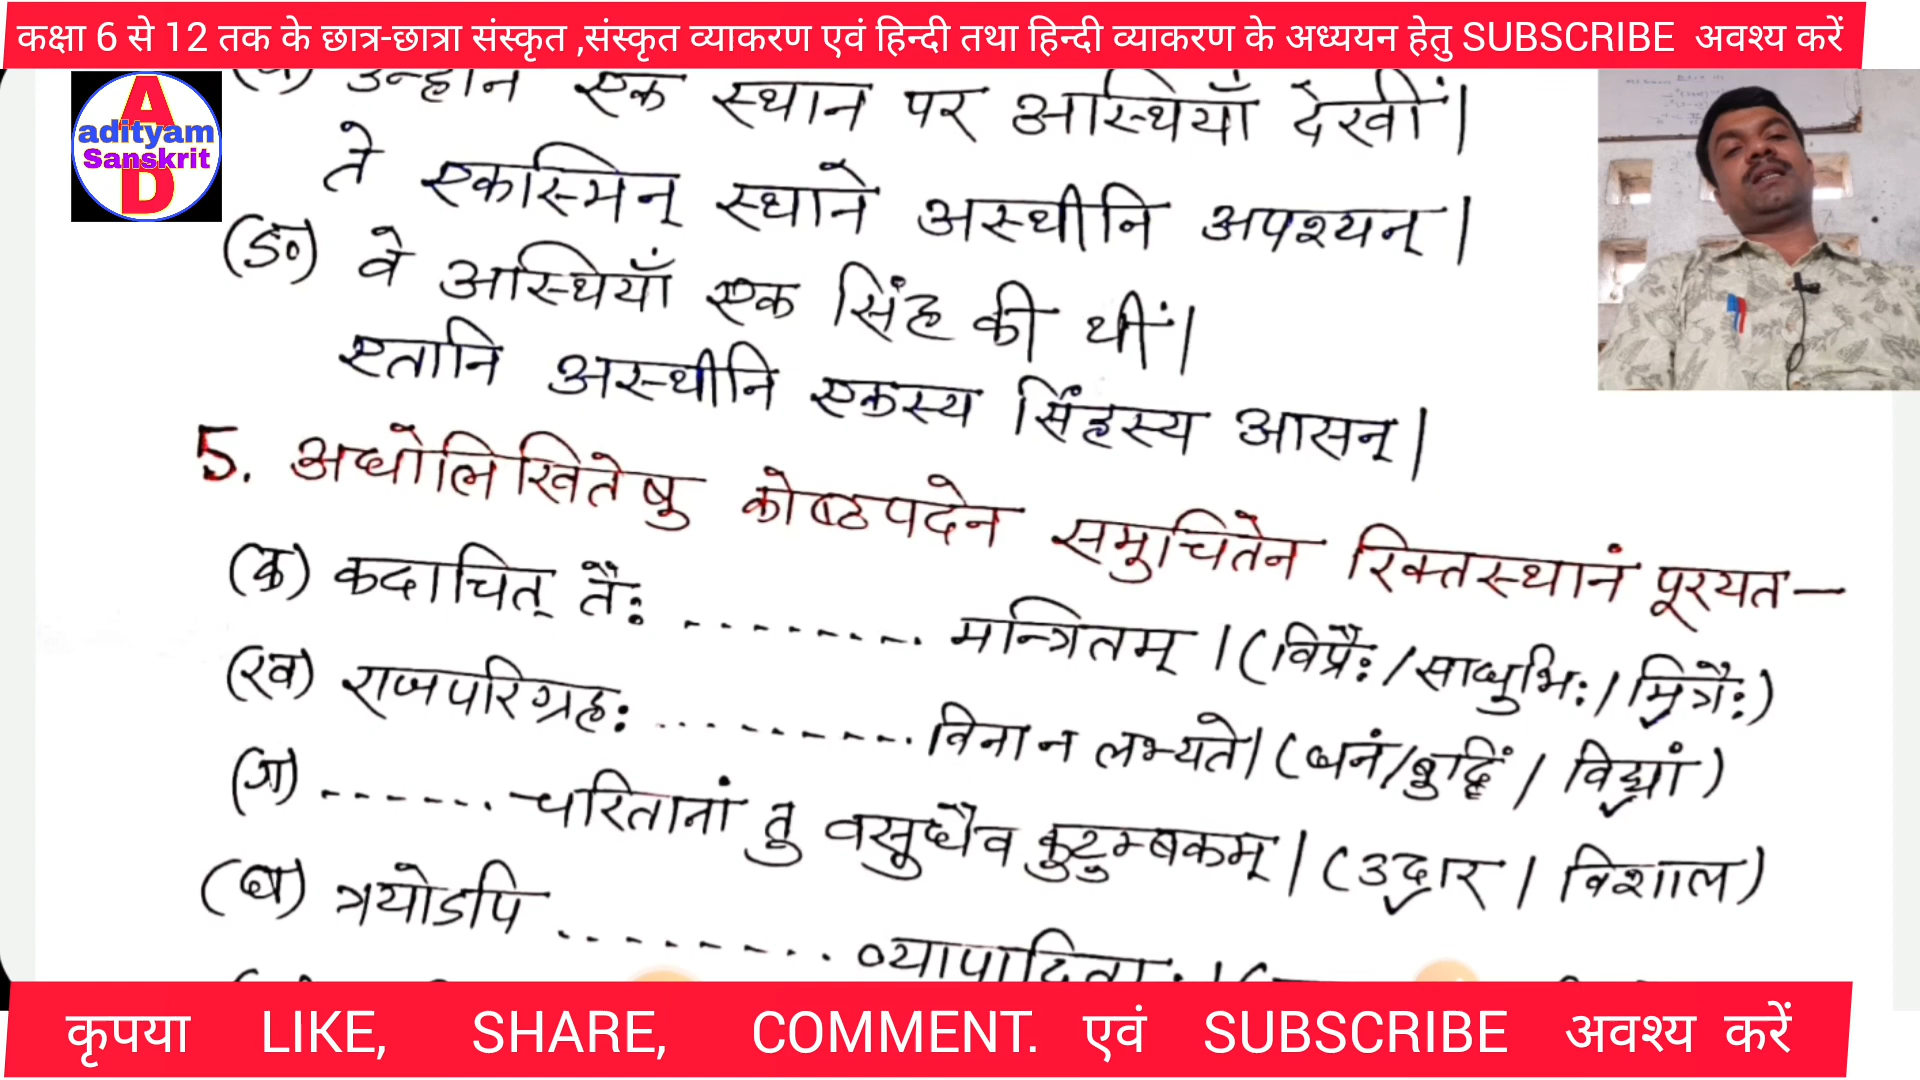 कक्षा 6 से 12 तक के छात्र-छात्रा संस्कृत ,संस्कृत व्याकरण एवं हिन्दी तथा हिन्दी व्याकरण के अध्ययन हेतु SUBSCRIBE अवश्य करें
A
adityam
Sanskrit
D
एक स्थान पर अस्थियाँ देखीं।
ते एकस्मिन् स्थाने अस्थीनि अपश्यन्।
(ङ) वे अस्थियाँ एक सिंह की थीं।
एतानि अस्थीनि एकस्य सिंहस्य आसन्।
5. अधोलिखितेषु कोष्ठपदेन समुचितेन रिक्तस्थानं पूरयत–
(क) कदाचित् तैः ........ मन्त्रितम्। (विप्रैः/साधुभिः/मित्रैः)
(ख) राजपरिग्रहः .......... विना न लभ्यते। (धनं/बुद्धिं/विद्यां)
(ग) ...... चरितानां तु वसुधैव कुटुम्बकम्। (उदार/विशाल)
(घ) त्रयोऽपि ........ व्यापादिताः।(
कृपया LIKE, SHARE, COMMENT. एवं SUBSCRIBE अवश्य करें